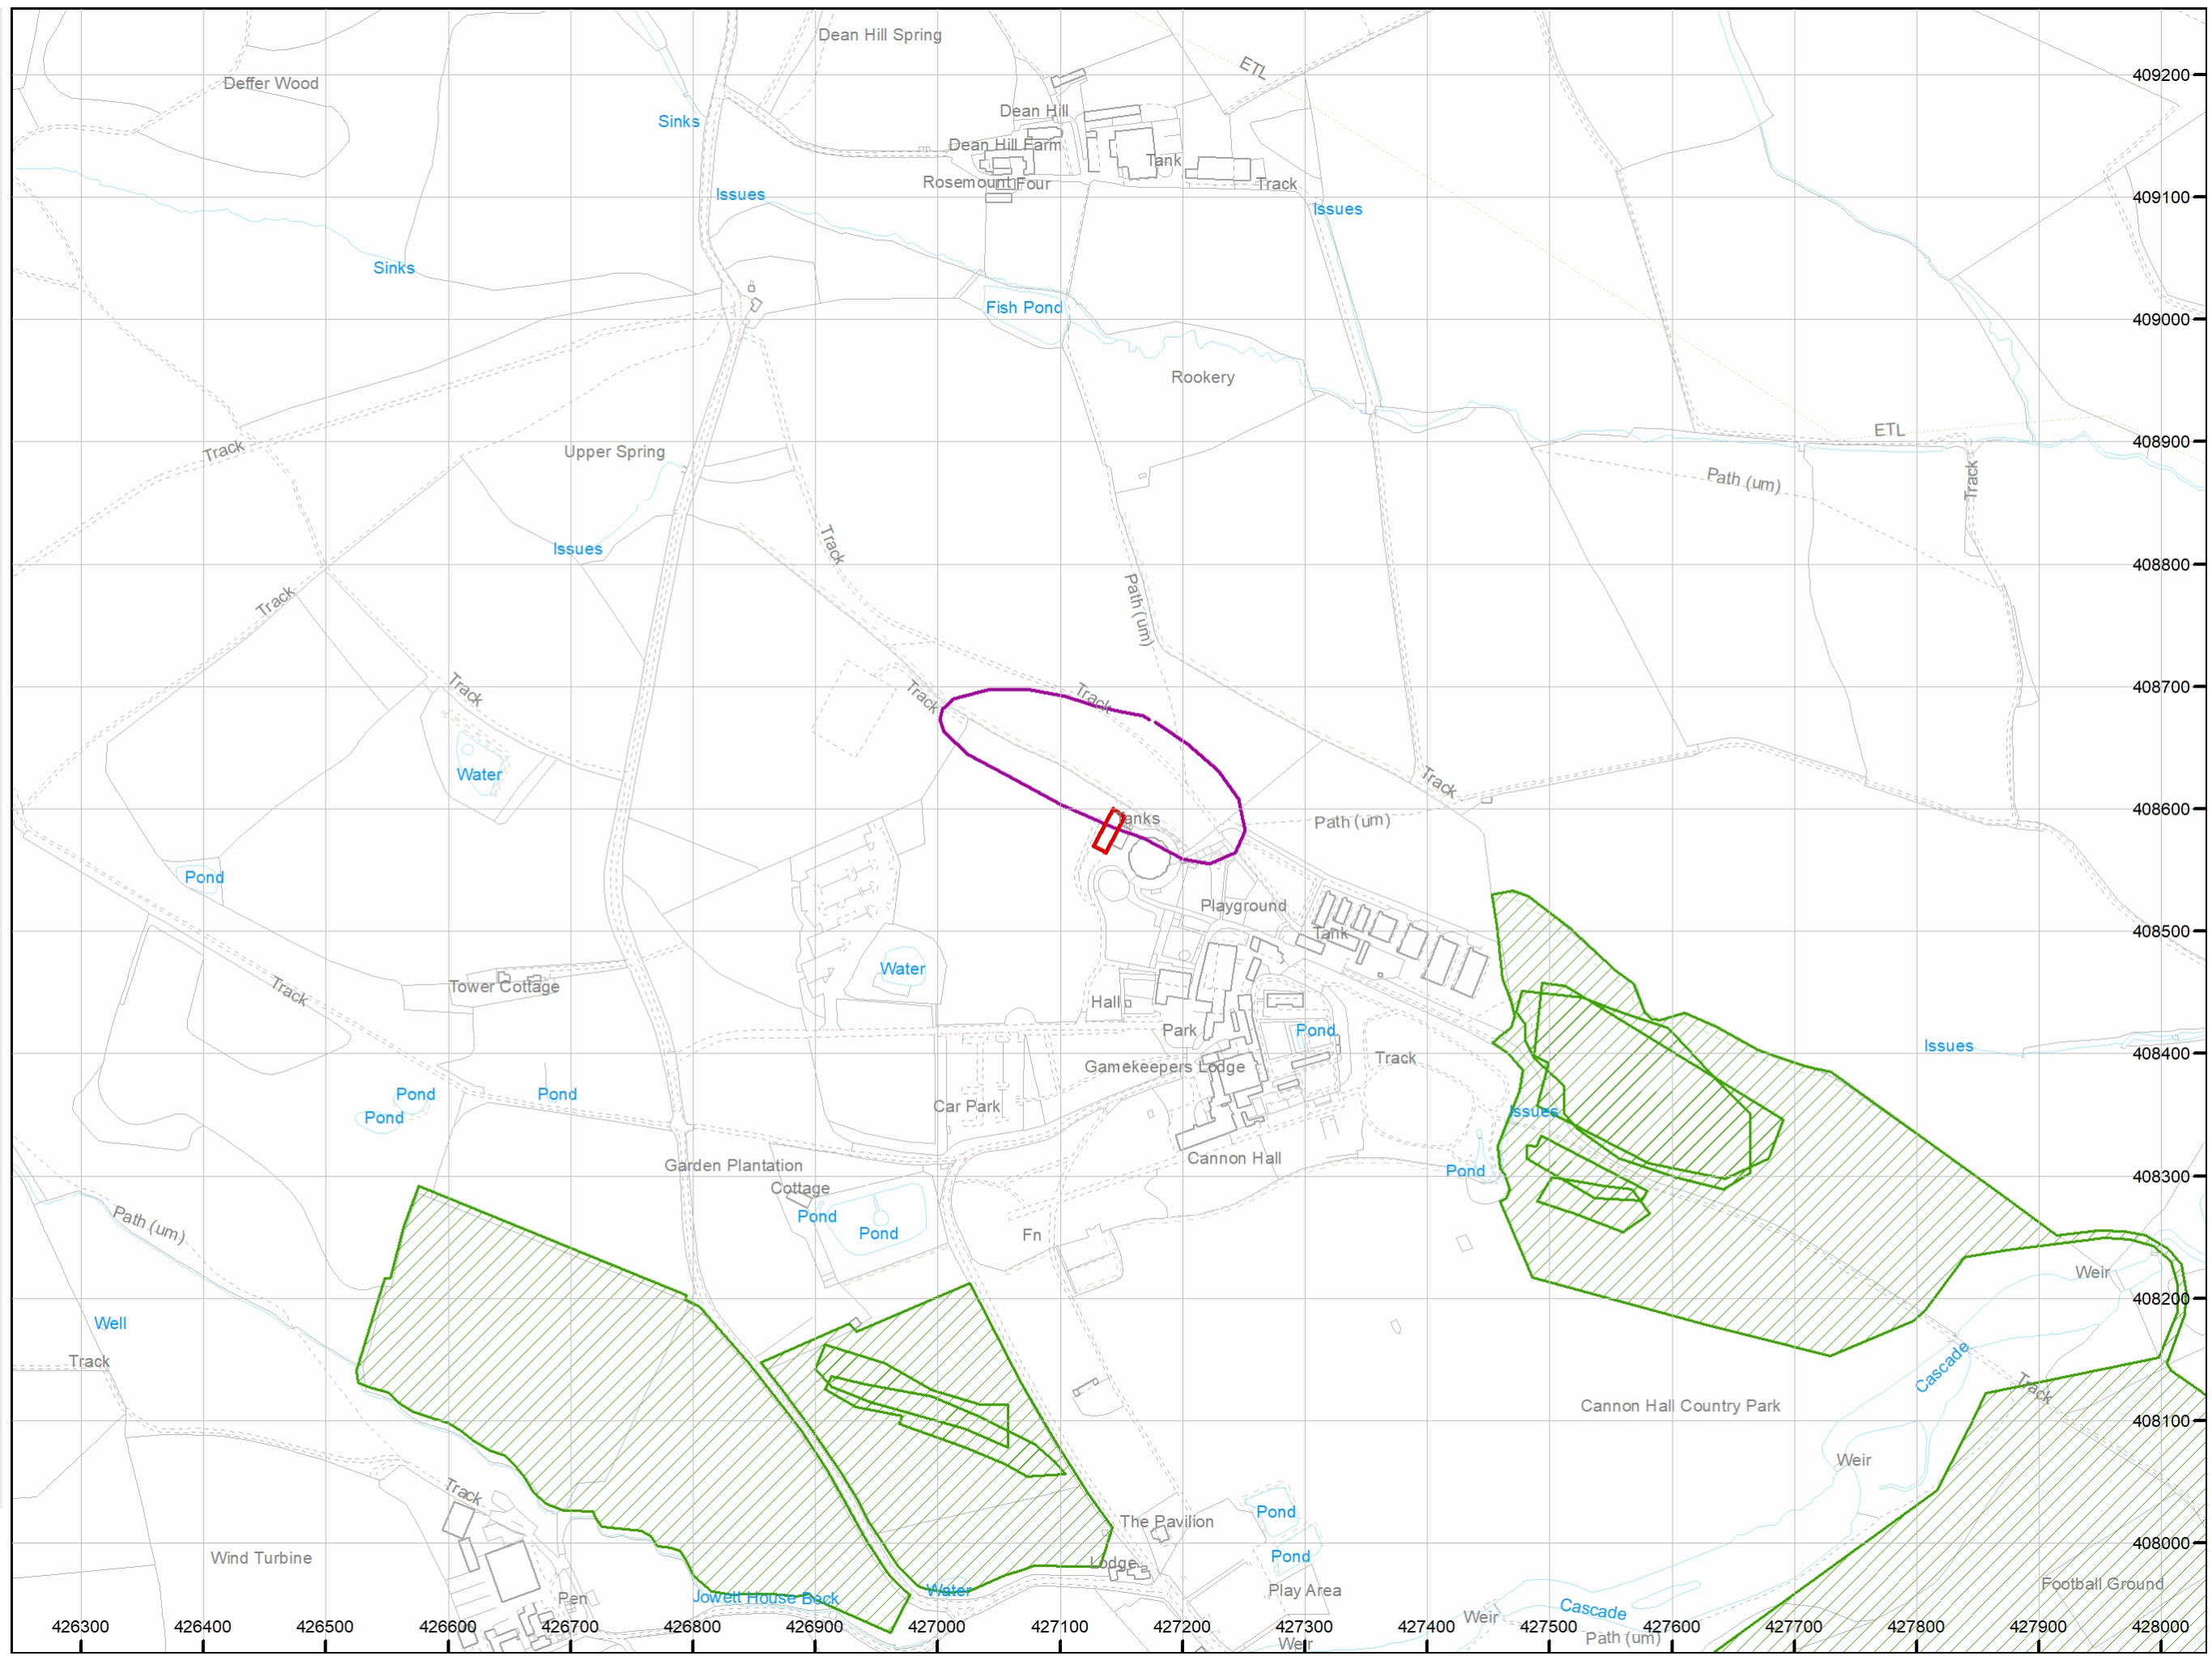 Dean Hill Spring
ETL
409200
Deffer Wood
Dean Hill
Sinks
Dean Hill Farm
Tank
Rosemount Four
Track
Issues
409100
Issues
Sinks
Fish Pond
409000
Rookery
ETL
408900
Track
Upper Spring
Path (um)
Track
Issues
Track
408800
Track
Path (um)
Track
Track
Track
408700
Water
Track
anks
Path (um)
408600
Pond
Playground
Tank
408500
Water
Tower Cottage
Track
Hall
Park
Pond
Issues
408400
Track
Gamekeepers Lodge
Pond
Pond
Pond
Car Park
Issues
Cannon Hall
Garden Plantation
Cottage
Pond
408300
Path (um)
Pond
Pond
Fn
Weir
408200
Well
Track
Cascade
Track
Cannon Hall Country Park
408100
Weir
Track
The Pavilion
Pond
408000
Wind Turbine
Pond
Lodge
Pen
Jowett House Beck
Water
Play Area
Football Ground
Weir
Cascade
Path (um)
Weir
426300 426400 426500 426600 426700 426800 426900 427000 427100 427200 427300 427400 427500 427600 427700 427800 427900 428000